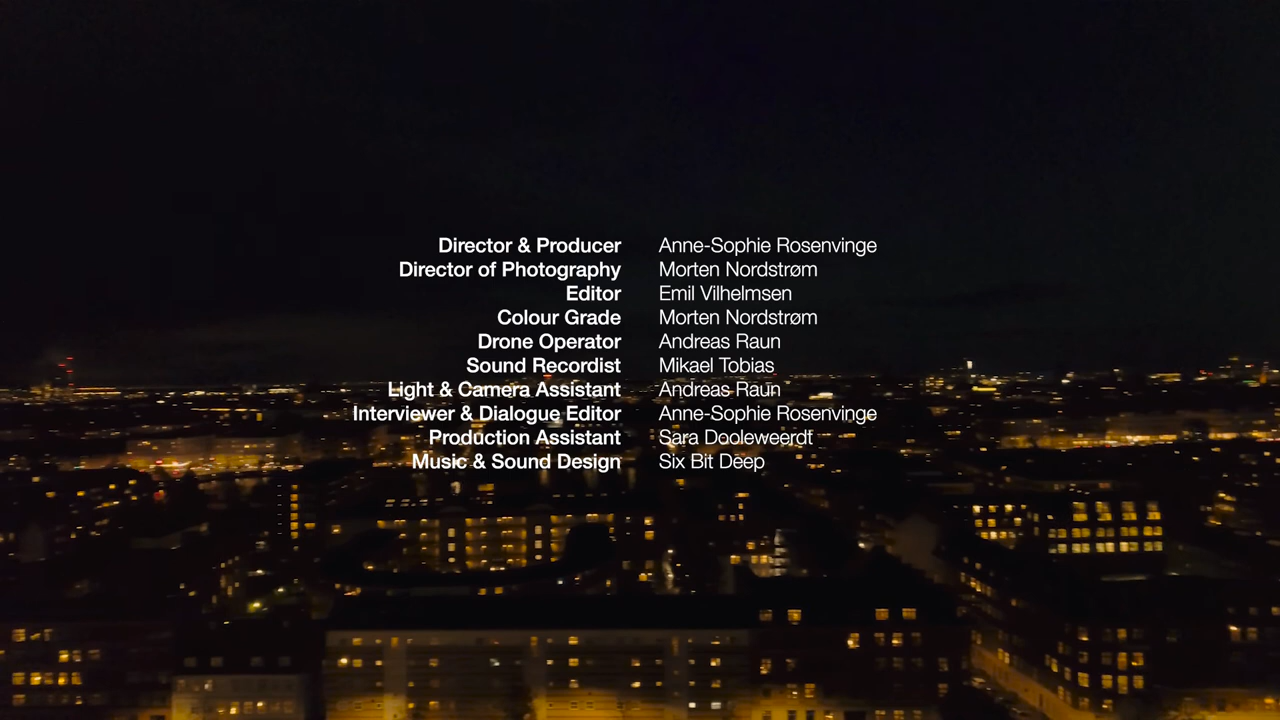 Director & Producer Anne-Sophie Rosenvinge
Director of Photography Morten Nordstrøm
Editor Emil Vilhelmsen
Colour Grade Morten Nordstrøm
Drone Operator Andreas Raun
Sound Recordist Mikael Tobias
Light & Camera Assistant Andreas Raun
Interviewer & Dialogue Editor Anne-Sophie Rosenvinge
Production Assistant Sara Dooleweerdt
Music & Sound Design Six Bit Deep